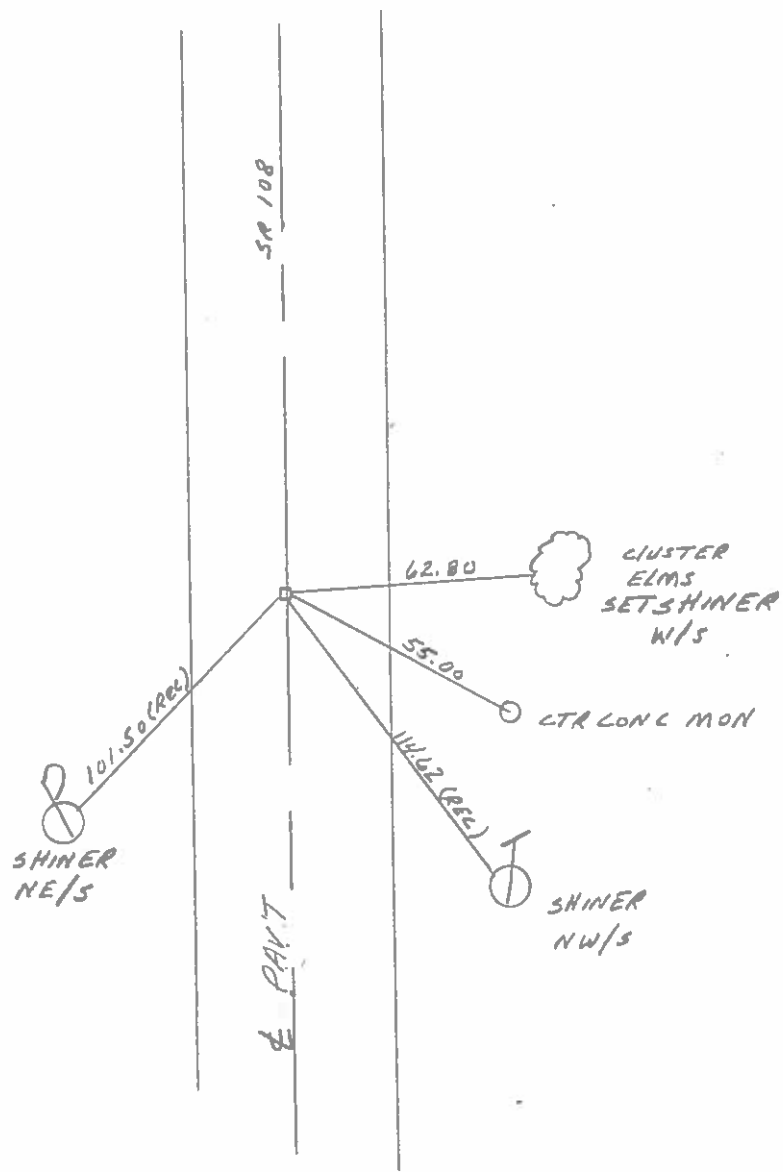 SR 108
62.80
CLUSTER
ELMS
SET SHINER
W/S
55.00
CTR CONC MON
101.50 (REC)
114.62 (REC)
SHINER
NE/S
SHINER
NW/S
℄ PAV'T